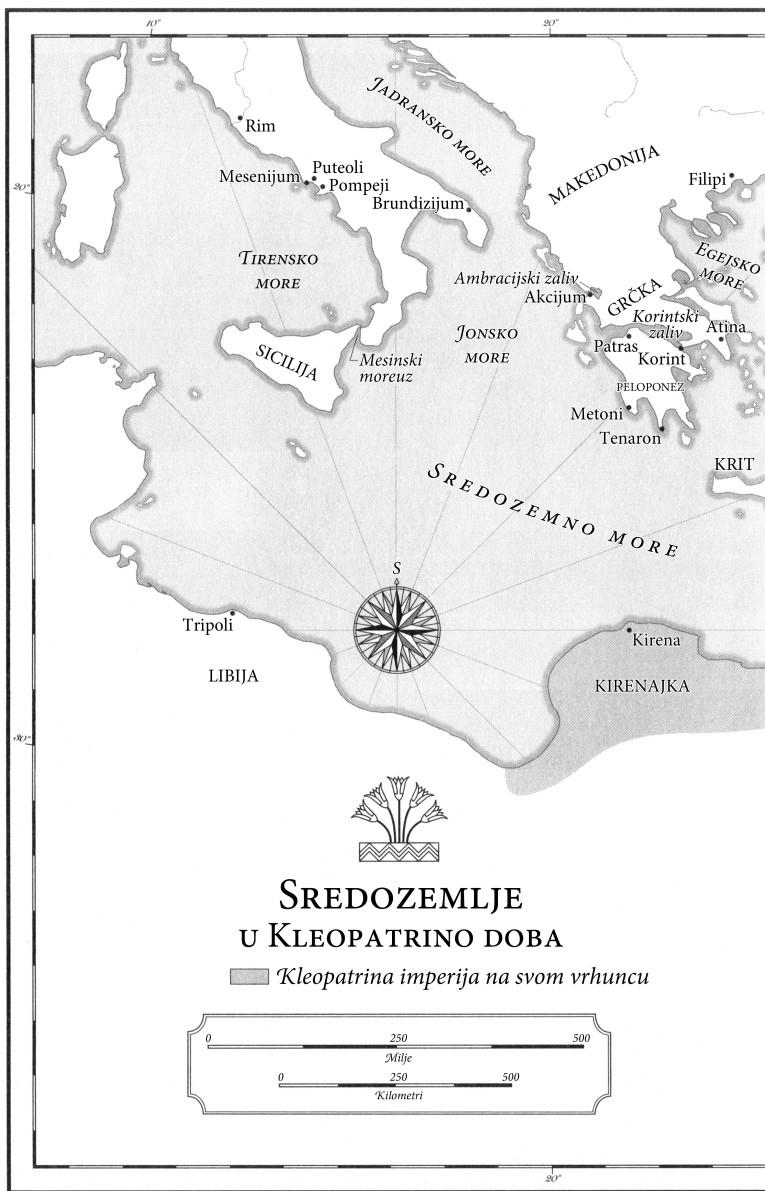 10°
20°
JADRANSKO MORE
Rim
MAKEDONIJA
Puteoli
Mesenijum
Pompeji
Filipi
20°
Brundizijum
TIRENSKO
MORE
EGEJSKO
MORE
Ambracijski zaliv
Akcijum
GRČKA
Korintski
zaliv
Atina
JONSKO
MORE
SICILIJA
Mesinski
moreuz
Patras
Korint
PELOPONEZ
Metoni
Tenaron
KRIT
SREDOZEMNO MORE
S
Tripoli
Kirena
LIBIJA
KIRENAJKA
30°
SREDOZEMLJE
U KLEOPATRINO DOBA
Kleopatrina imperija na svom vrhuncu
0 250 500
Milje
0 250 500
Kilometri
20°